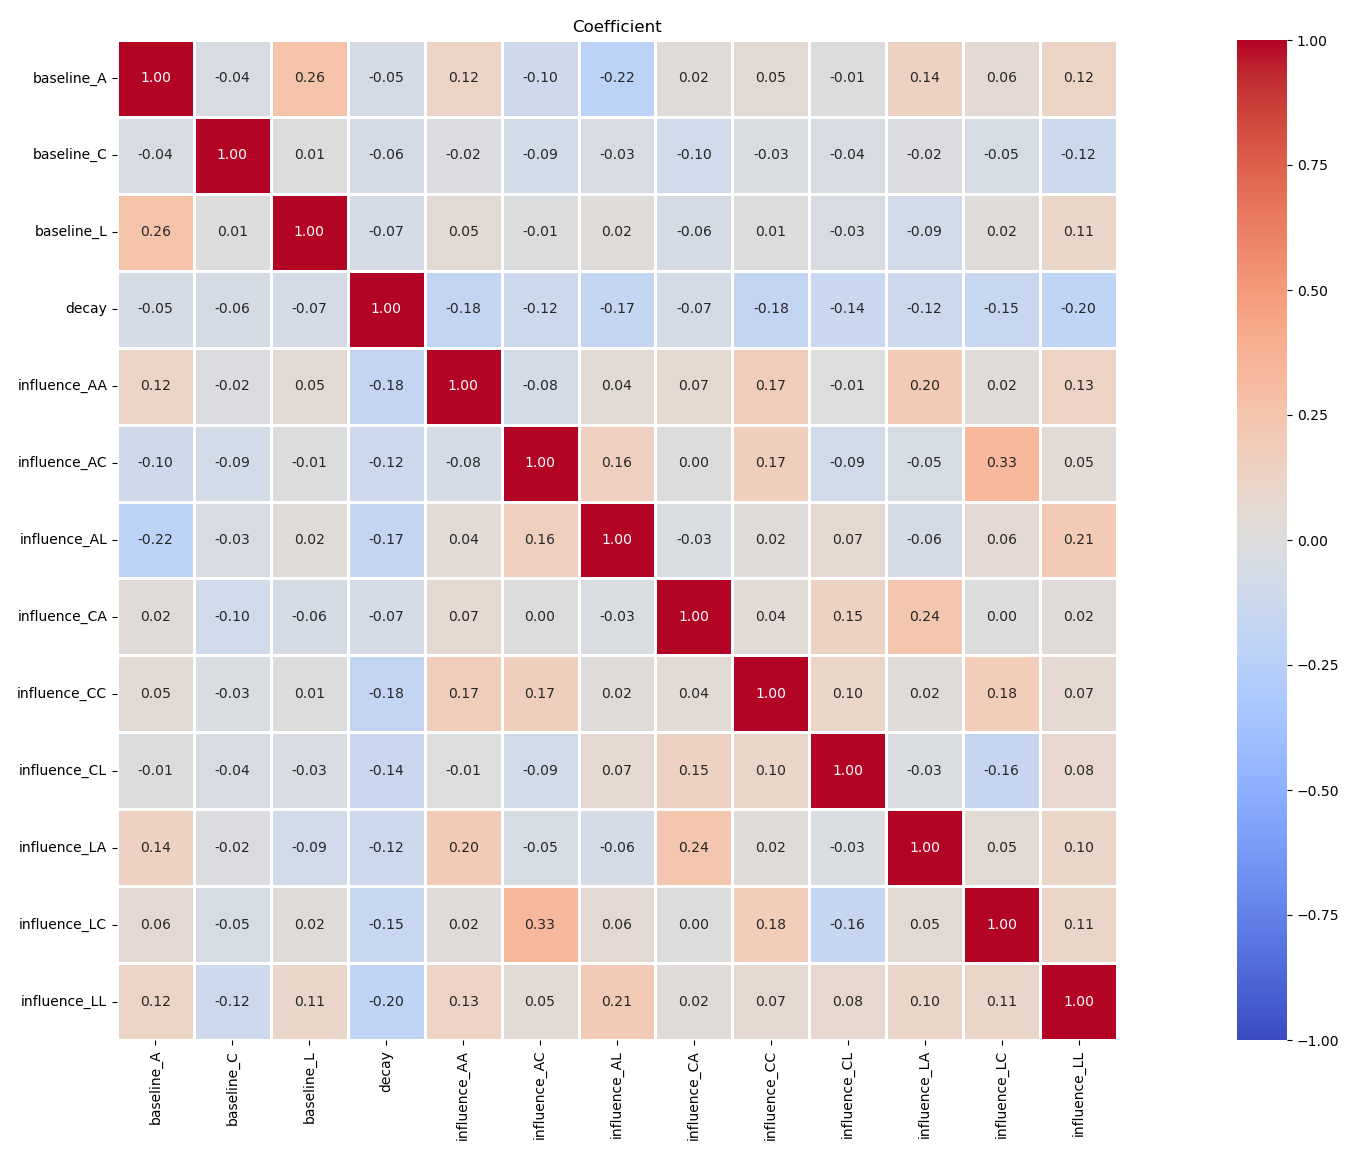 Coefficient
baseline_A 1.00 -0.04 0.26 -0.05 0.12 -0.10 -0.22 0.02 0.05 -0.01 0.14 0.06 0.12
baseline_C -0.04 1.00 0.01 -0.06 -0.02 -0.09 -0.03 -0.10 -0.03 -0.04 -0.02 -0.05 -0.12
baseline_L 0.26 0.01 1.00 -0.07 0.05 -0.01 0.02 -0.06 0.01 -0.03 -0.09 0.02 0.11
decay -0.05 -0.06 -0.07 1.00 -0.18 -0.12 -0.17 -0.07 -0.18 -0.14 -0.12 -0.15 -0.20
influence_AA 0.12 -0.02 0.05 -0.18 1.00 -0.08 0.04 0.07 0.17 -0.01 0.20 0.02 0.13
influence_AC -0.10 -0.09 -0.01 -0.12 -0.08 1.00 0.16 0.00 0.17 -0.09 -0.05 0.33 0.05
influence_AL -0.22 -0.03 0.02 -0.17 0.04 0.16 1.00 -0.03 0.02 0.07 -0.06 0.06 0.21
influence_CA 0.02 -0.10 -0.06 -0.07 0.07 0.00 -0.03 1.00 0.04 0.15 0.24 0.00 0.02
influence_CC 0.05 -0.03 0.01 -0.18 0.17 0.17 0.02 0.04 1.00 0.10 0.02 0.18 0.07
influence_CL -0.01 -0.04 -0.03 -0.14 -0.01 -0.09 0.07 0.15 0.10 1.00 -0.03 -0.16 0.08
influence_LA 0.14 -0.02 -0.09 -0.12 0.20 -0.05 -0.06 0.24 0.02 -0.03 1.00 0.05 0.10
influence_LC 0.06 -0.05 0.02 -0.15 0.02 0.33 0.06 0.00 0.18 -0.16 0.05 1.00 0.11
influence_LL 0.12 -0.12 0.11 -0.20 0.13 0.05 0.21 0.02 0.07 0.08 0.10 0.11 1.00
baseline_A
baseline_C
baseline_L
decay
influence_AA
influence_AC
influence_AL
influence_CA
influence_CC
influence_CL
influence_LA
influence_LC
influence_LL
1.00
0.75
0.50
0.25
0.00
−0.25
−0.50
−0.75
−1.00